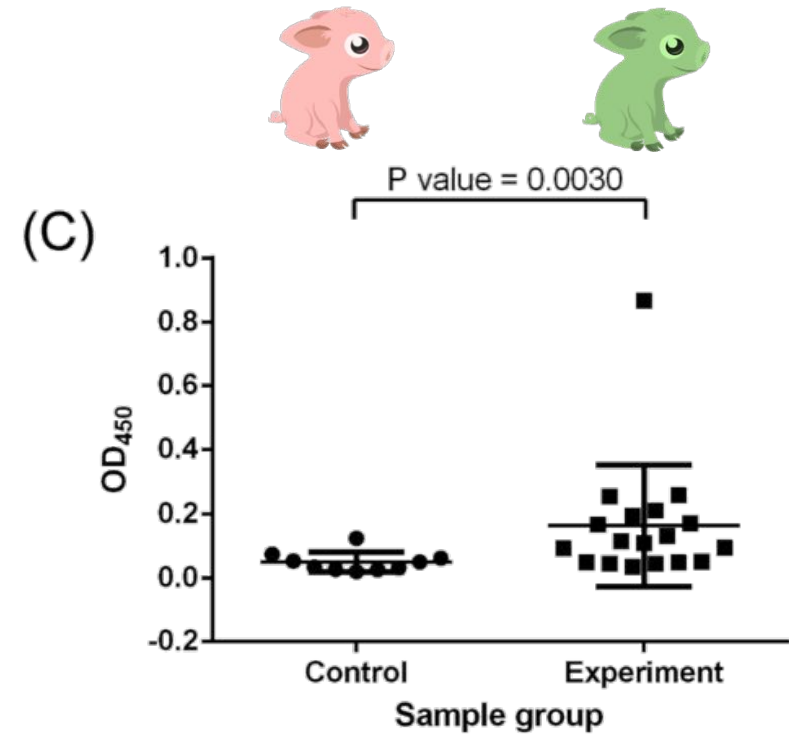 P value = 0.0030
(C)
1.0
0.8
0.6
0.4
0.2
0.0
-0.2
OD450
Control Experiment
Sample group